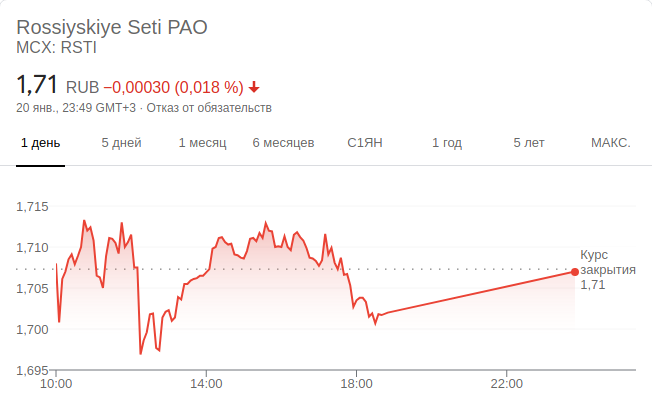 Rossiyskiye Seti PAO
MCX: RSTI
1,71 RUB −0,00030 (0,018 %)
20 янв., 23:49 GMT+3 · Отказ от обязательств
1 день 5 дней 1 месяц 6 месяцев С1ЯН 1 год 5 лет МАКС.
1,715
1,710
1,705
1,700
1,695
Курс
закрытия
1,71
10:00 14:00 18:00 22:00